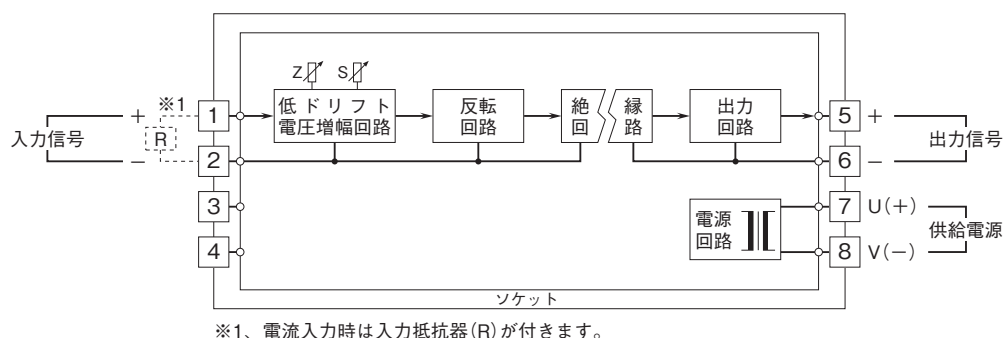 Z S
※1
低ドリフト
電圧増幅回路
反転
回路
絶縁
回路
出力
回路
入力信号
+
−
R
1
2
3
4
5
6
7
8
+
−
出力信号
U(+)
V(−)
供給電源
電源
回路
ソケット
※1、電流入力時は入力抵抗器(R)が付きます。